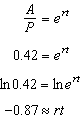 A/P = e^{rt}
0.42 = e^{rt}
ln 0.42 = ln e^{rt}
-0.87 ≈ rt